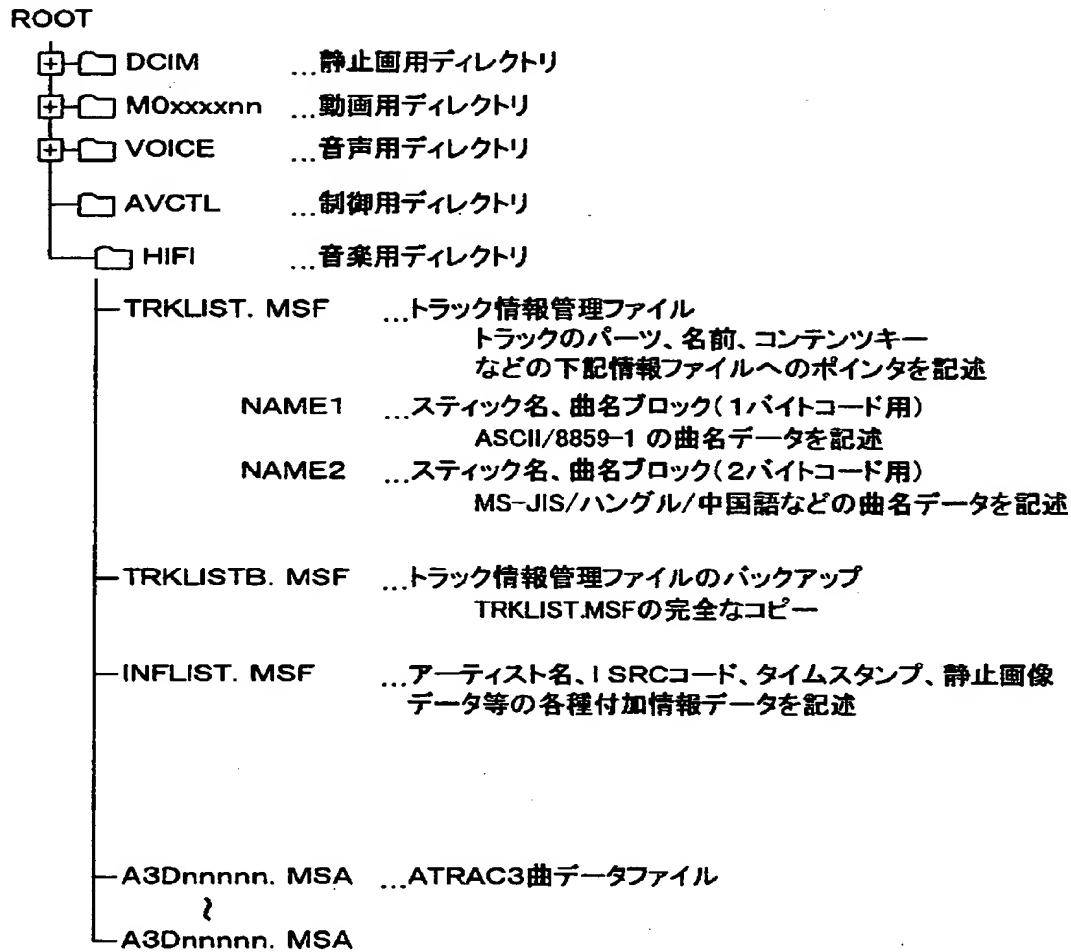 ROOT
DCIM ...静止画用ディレクトリ
M0xxxxnn ...動画用ディレクトリ
VOICE ...音声用ディレクトリ
AVCTL ...制御用ディレクトリ
HIFI ...音楽用ディレクトリ
TRKLIST. MSF ...トラック情報管理ファイル
トラックのパーツ、名前、コンテンツキー
などの下記情報ファイルへのポインタを記述
NAME1 ...スティック名、曲名ブロック(1バイトコード用)
ASCII/8859-1 の曲名データを記述
NAME2 ...スティック名、曲名ブロック(2バイトコード用)
MS-JIS/ハングル/中国語などの曲名データを記述
TRKLISTB. MSF ...トラック情報管理ファイルのバックアップ
TRKLIST.MSFの完全なコピー
INFLIST. MSF ...アーティスト名、ISRCコード、タイムスタンプ、静止画像
データ等の各種付加情報データを記述
A3Dnnnnn. MSA ...ATRAC3曲データファイル
~
A3Dnnnnn. MSA